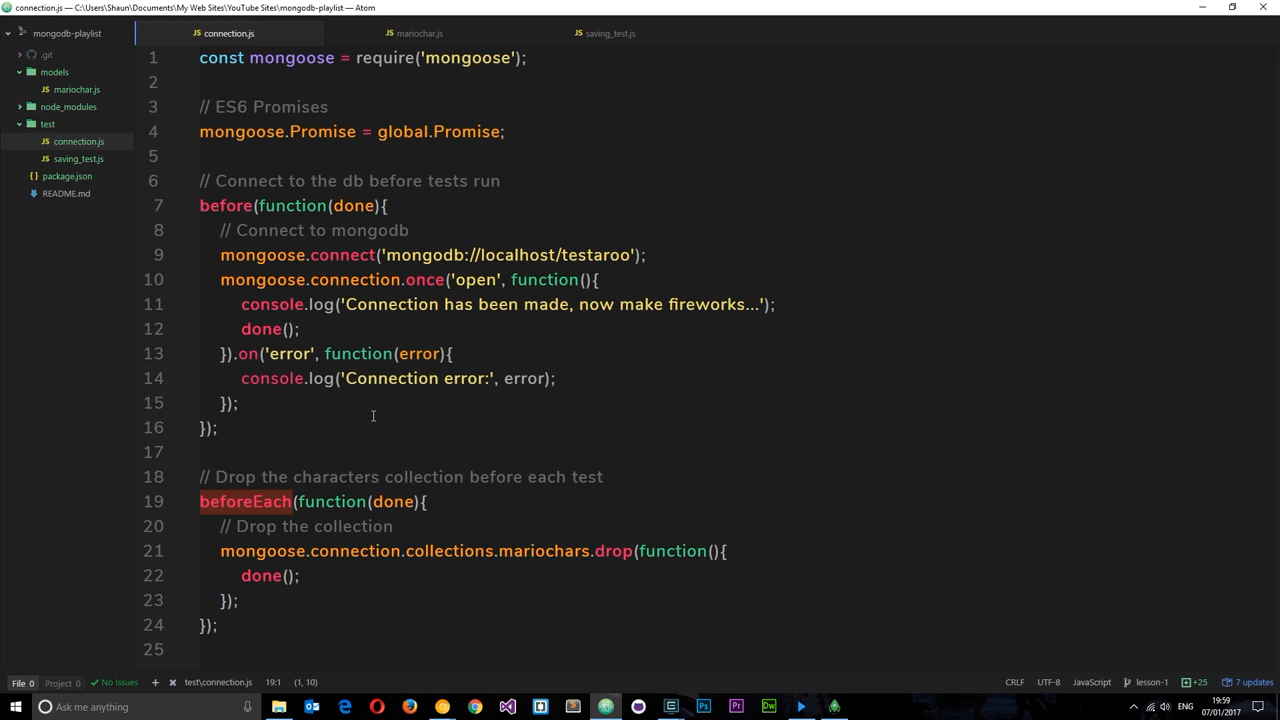 connection.js — C:\Users\Shaun\Documents\My Web Sites\YouTube Sites\mongodb-playlist — Atom
mongodb-playlist
.git
models
mariochar.js
node_modules
test
connection.js
saving_test.js
package.json
README.md
connection.js
mariochar.js
saving_test.js
1 const mongoose = require('mongoose');
2
3 // ES6 Promises
4 mongoose.Promise = global.Promise;
5
6 // Connect to the db before tests run
7 before(function(done){
8 // Connect to mongodb
9 mongoose.connect('mongodb://localhost/testaroo');
10 mongoose.connection.once('open', function(){
11 console.log('Connection has been made, now make fireworks...');
12 done();
13 }).on('error', function(error){
14 console.log('Connection error:', error);
15 });
16 });
17
18 // Drop the characters collection before each test
19 beforeEach(function(done){
20 // Drop the collection
21 mongoose.connection.collections.mariochars.drop(function(){
22 done();
23 });
24 });
25
File 0 Project 0 No Issues + test\connection.js 19:1 (1, 10) CRLF UTF-8 JavaScript lesson-1 +25 7 updates
Ask me anything
ENG
19:59
07/01/2017